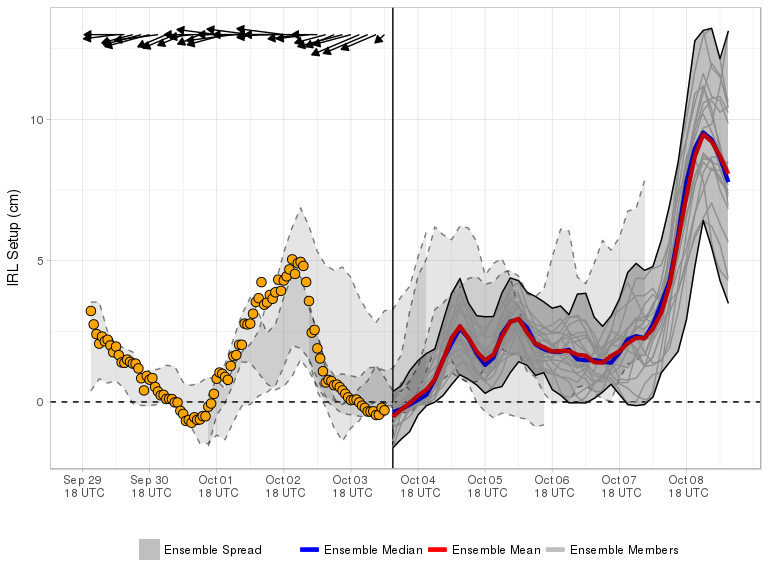 IRL Setup (cm)
10
5
0
Sep 29 Sep 30 Oct 01 Oct 02 Oct 03 Oct 04 Oct 05 Oct 06 Oct 07 Oct 08
18 UTC 18 UTC 18 UTC 18 UTC 18 UTC 18 UTC 18 UTC 18 UTC 18 UTC 18 UTC
Ensemble Spread Ensemble Median Ensemble Mean Ensemble Members